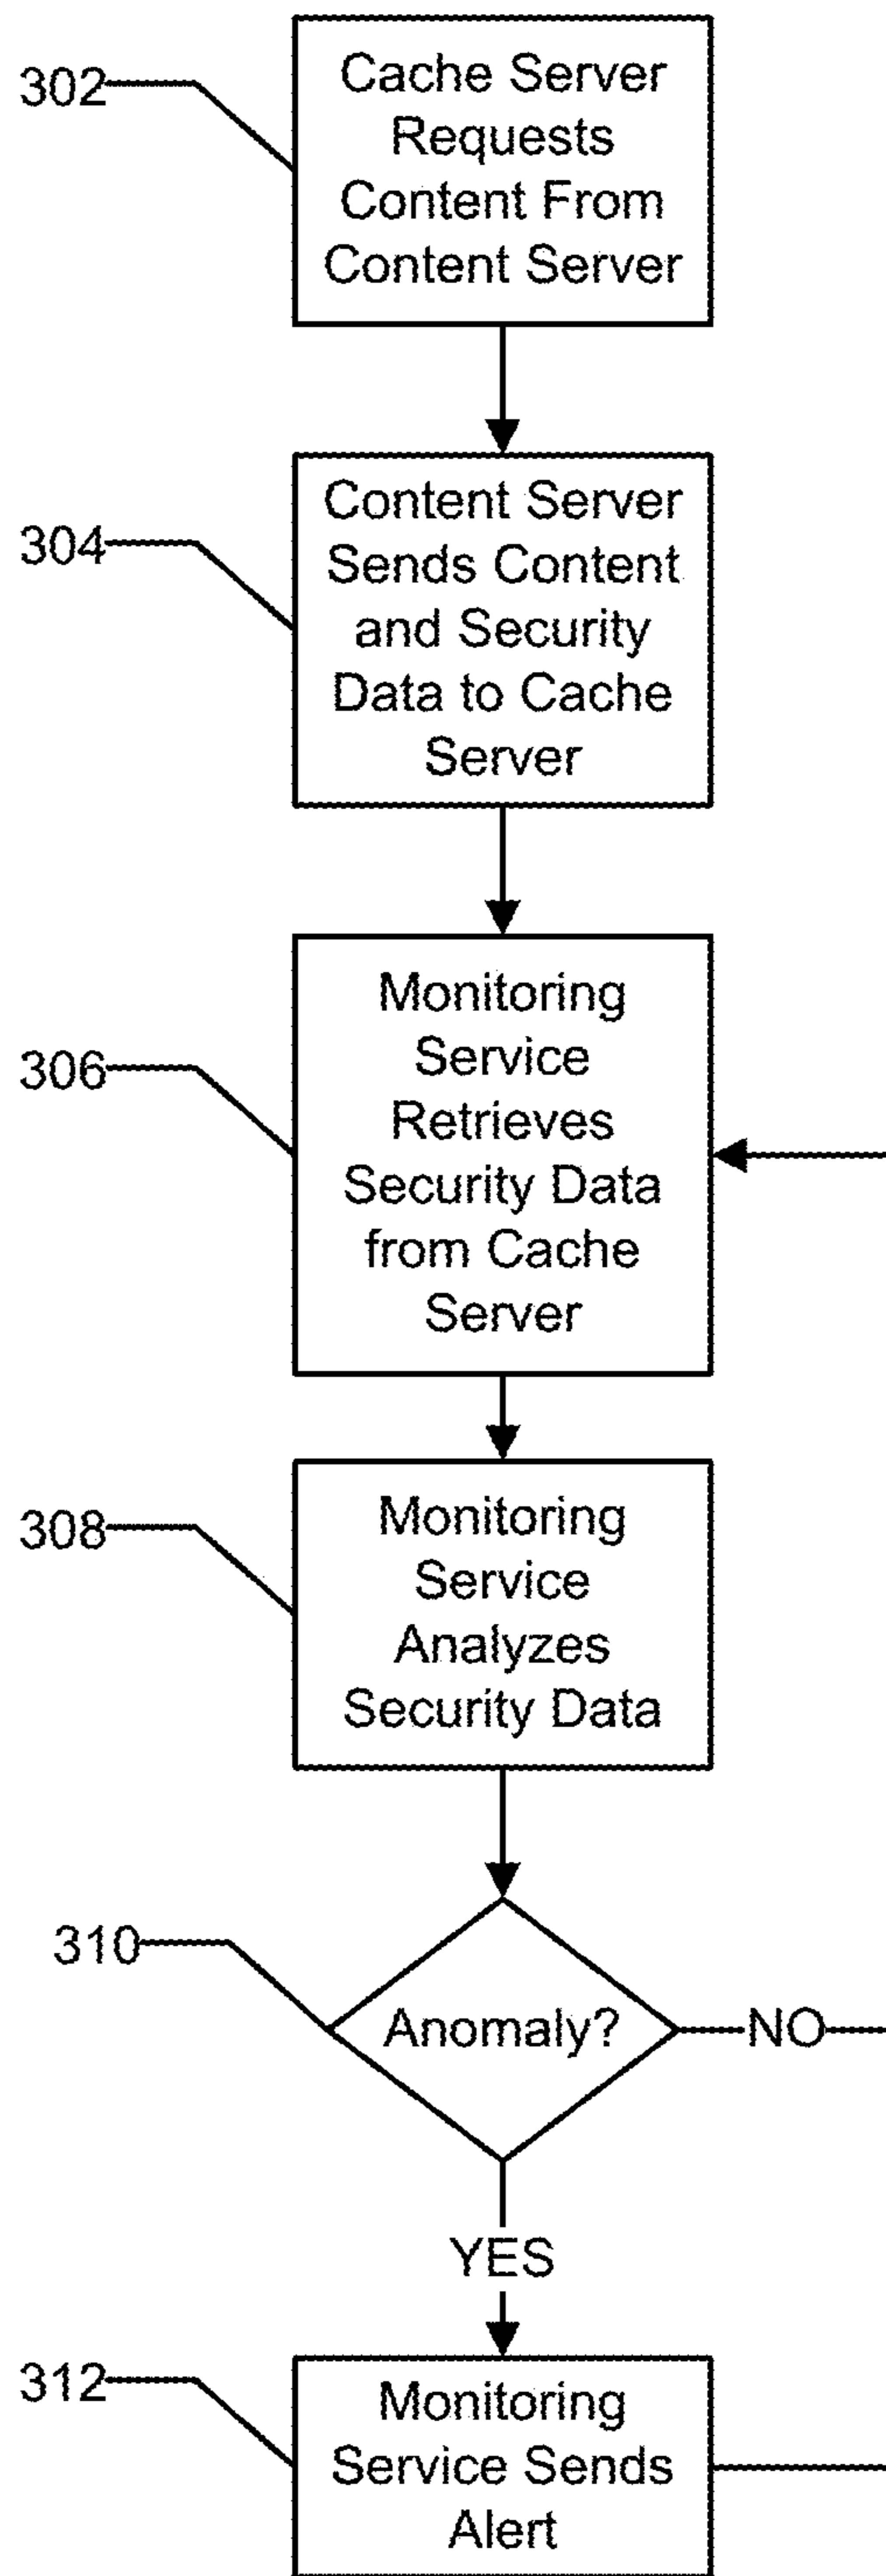 302
Cache Server
Requests
Content From
Content Server
304
Content Server
Sends Content
and Security
Data to Cache
Server
306
Monitoring
Service
Retrieves
Security Data
from Cache
Server
308
Monitoring
Service
Analyzes
Security Data
310
Anomaly?
NO
YES
312
Monitoring
Service Sends
Alert